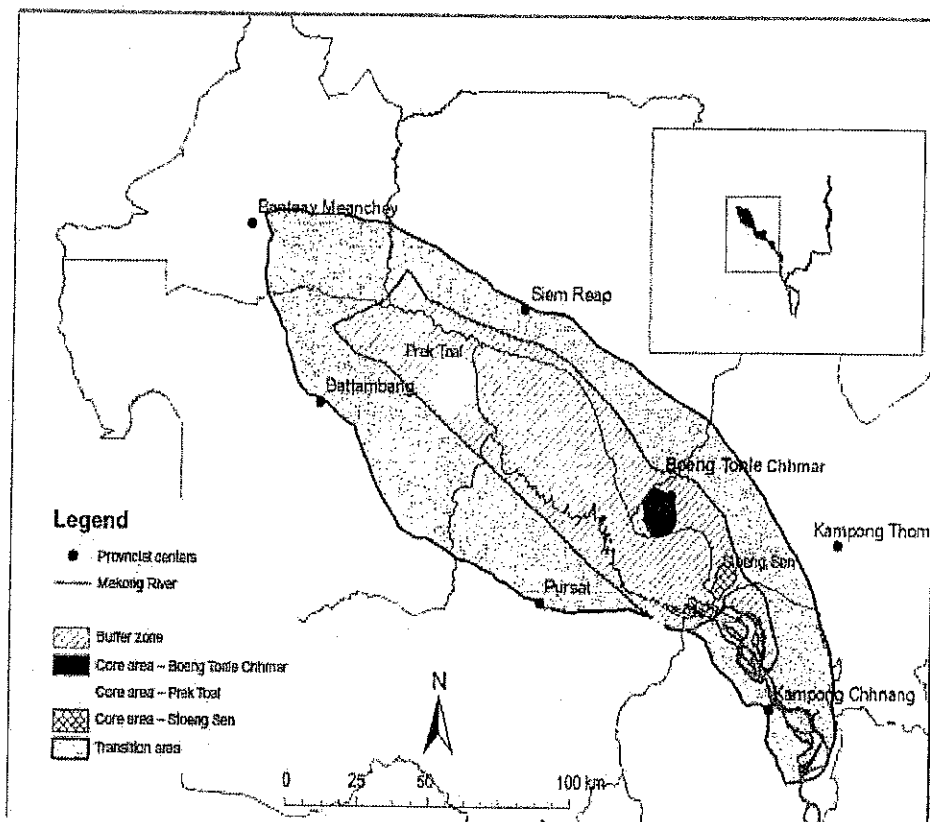 Banteay Meanchey
Siem Reap
Prek Toal
Battambang
Boeng Tonle Chhmar
Kampong Thom
Stoeng Sen
Pursat
Kampong Chhnang
Legend
Provincial centers
Mekong River
Buffer zone
Core area – Boeng Tonle Chhmar
Core area – Prek Toal
Core area – Stoeng Sen
Transition area
N
0 25 50 100 km